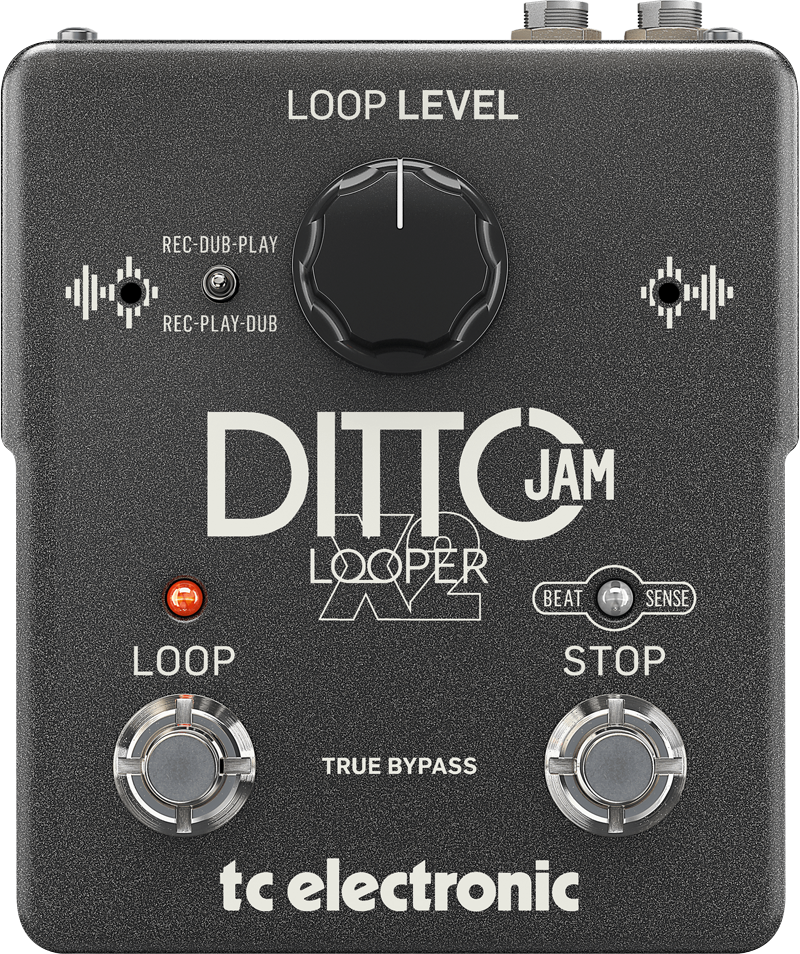 LOOP LEVEL
REC-DUB-PLAY
REC-PLAY-DUB
DITTO JAM
X2
LOOPER
BEAT SENSE
LOOP
STOP
TRUE BYPASS
tc electronic